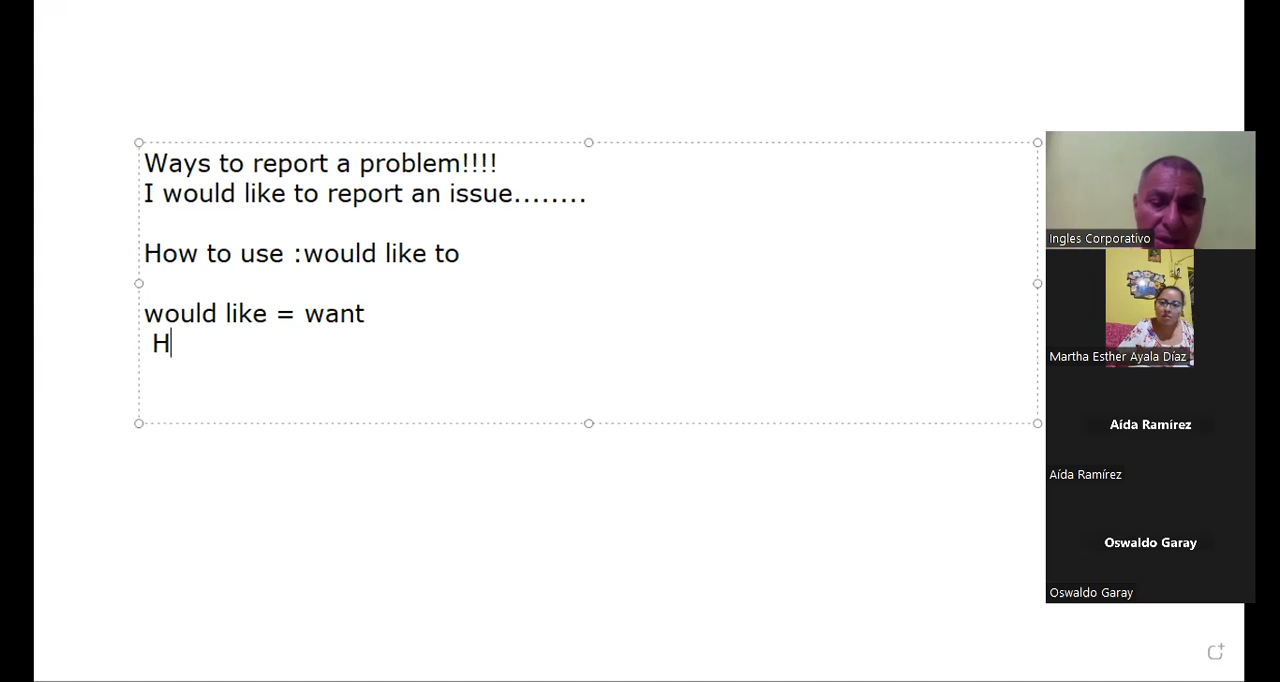 Ways to report a problem!!!!
I would like to report an issue........
How to use :would like to
would like = want
H
Ingles Corporativo
Martha Esther Ayala Díaz
Aída Ramírez
Aída Ramírez
Oswaldo Garay
Oswaldo Garay